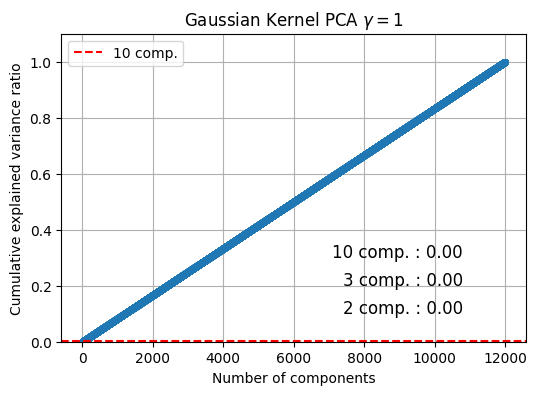 Gaussian Kernel PCA γ = 1
10 comp.
Cumulative explained variance ratio
1.0
0.8
0.6
0.4
0.2
0.0
10 comp. : 0.00
3 comp. : 0.00
2 comp. : 0.00
0 2000 4000 6000 8000 10000 12000
Number of components